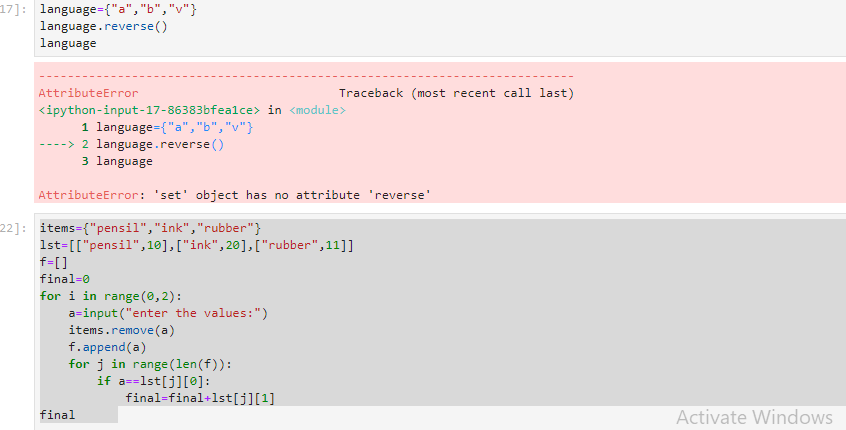 17]: language={"a","b","v"}
language.reverse()
language
---------------------------------------------------------------------------
AttributeError                            Traceback (most recent call last)
<ipython-input-17-86383bfea1ce> in <module>
      1 language={"a","b","v"}
----> 2 language.reverse()
      3 language

AttributeError: 'set' object has no attribute 'reverse'
22]: items={"pensil","ink","rubber"}
lst=[["pensil",10],["ink",20],["rubber",11]]
f=[]
final=0
for i in range(0,2):
    a=input("enter the values:")
    items.remove(a)
    f.append(a)
    for j in range(len(f)):
        if a==lst[j][0]:
            final=final+lst[j][1]
final
Activate Windows